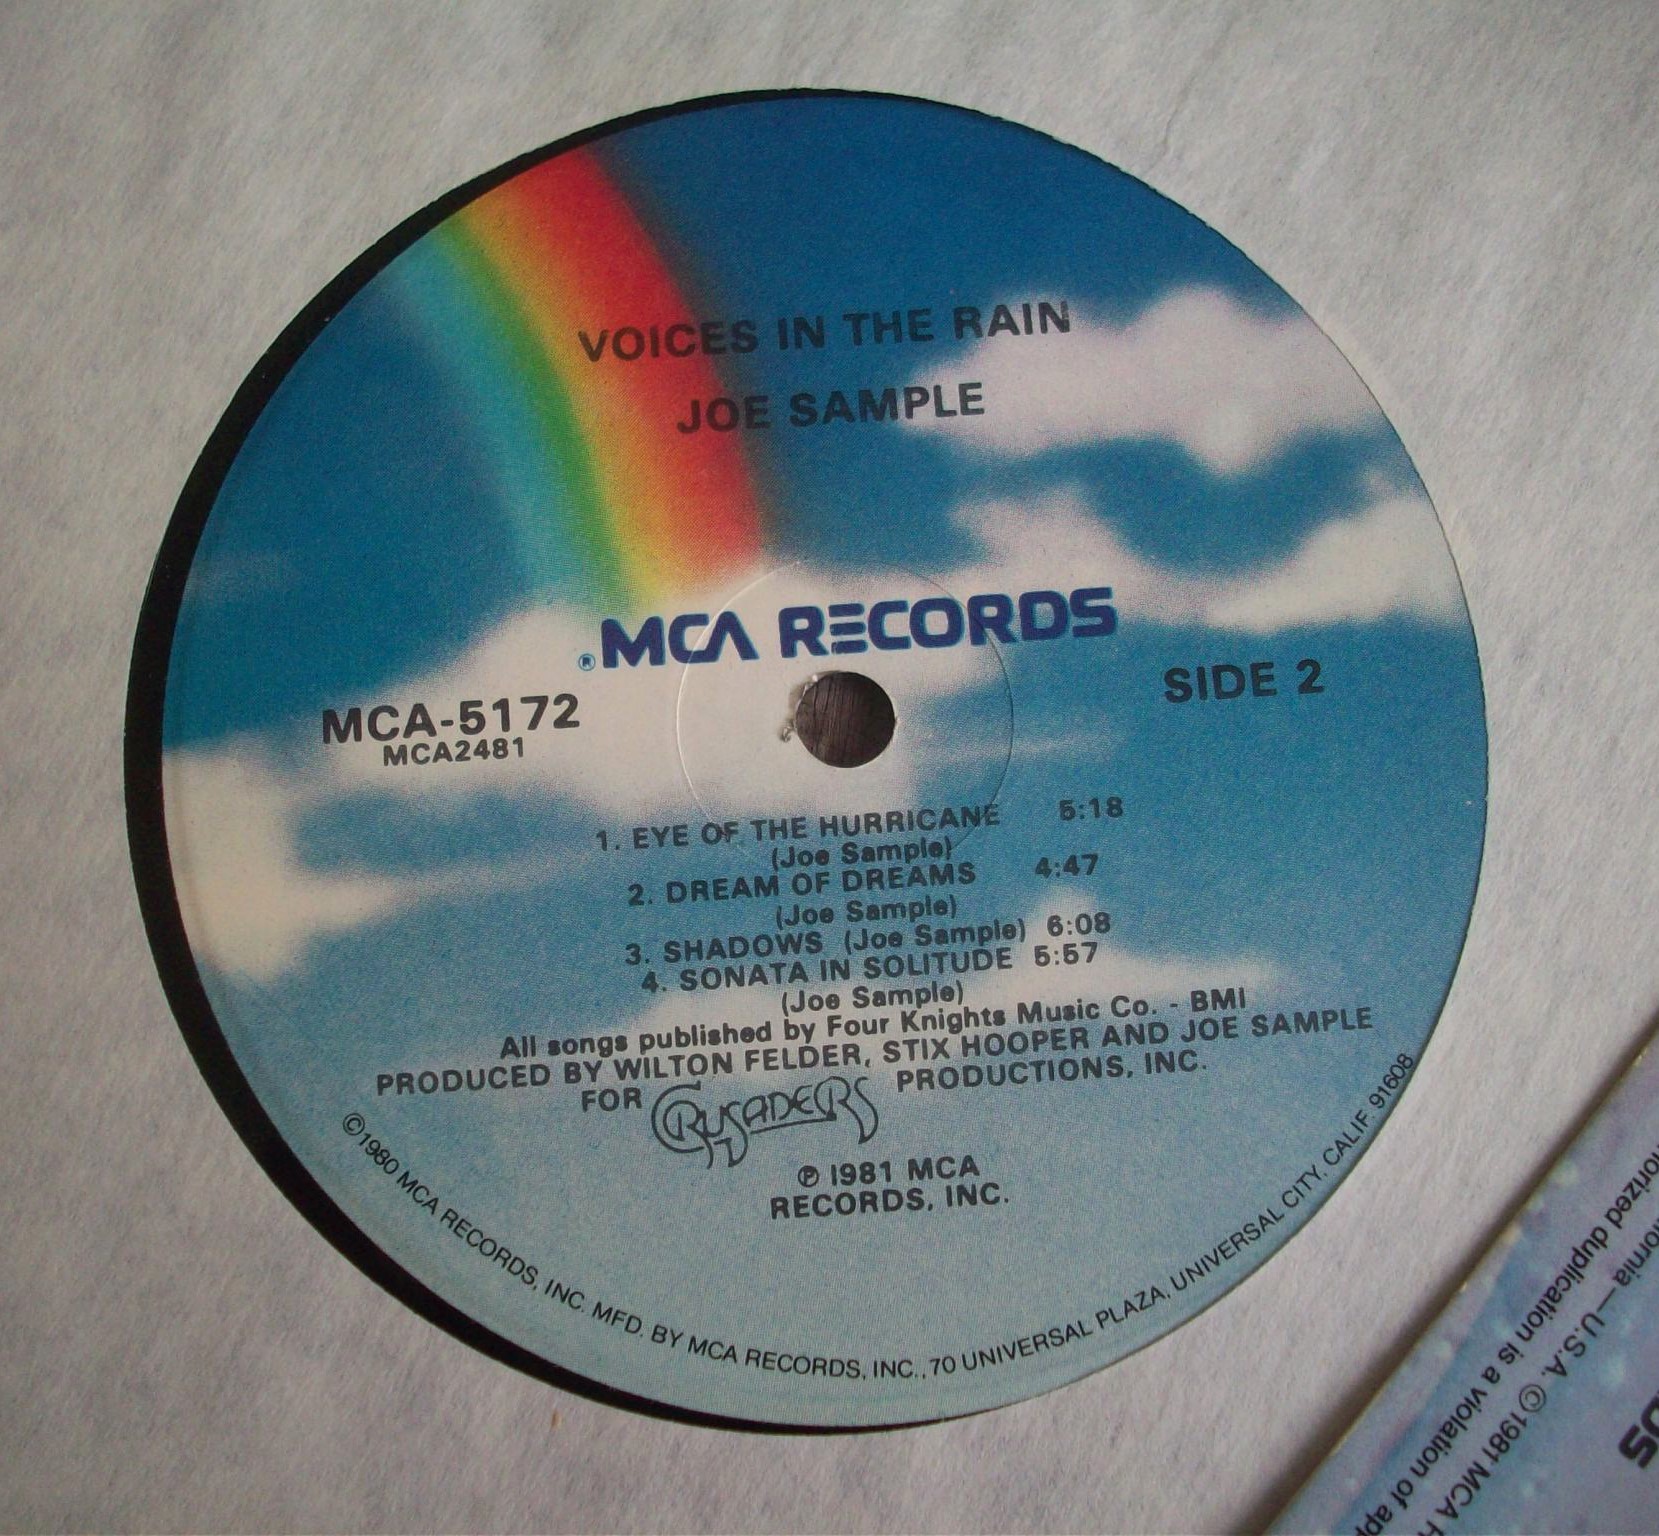 VOICES IN THE RAIN
JOE SAMPLE
® MCA RECORDS
MCA-5172
MCA2481
SIDE 2
1. EYE OF THE HURRICANE 5:18
(Joe Sample)
2. DREAM OF DREAMS 4:47
(Joe Sample)
3. SHADOWS (Joe Sample) 6:08
4. SONATA IN SOLITUDE 5:57
(Joe Sample)
All songs published by Four Knights Music Co. - BMI
PRODUCED BY WILTON FELDER, STIX HOOPER AND JOE SAMPLE
FOR CRUSADERS PRODUCTIONS, INC.
℗ 1981 MCA
RECORDS, INC.
©1980 MCA RECORDS, INC. MFD. BY MCA RECORDS, INC., 70 UNIVERSAL PLAZA, UNIVERSAL CITY, CALIF. 91608
— U.S.A. ©1981 MCA
duplication is a violation of